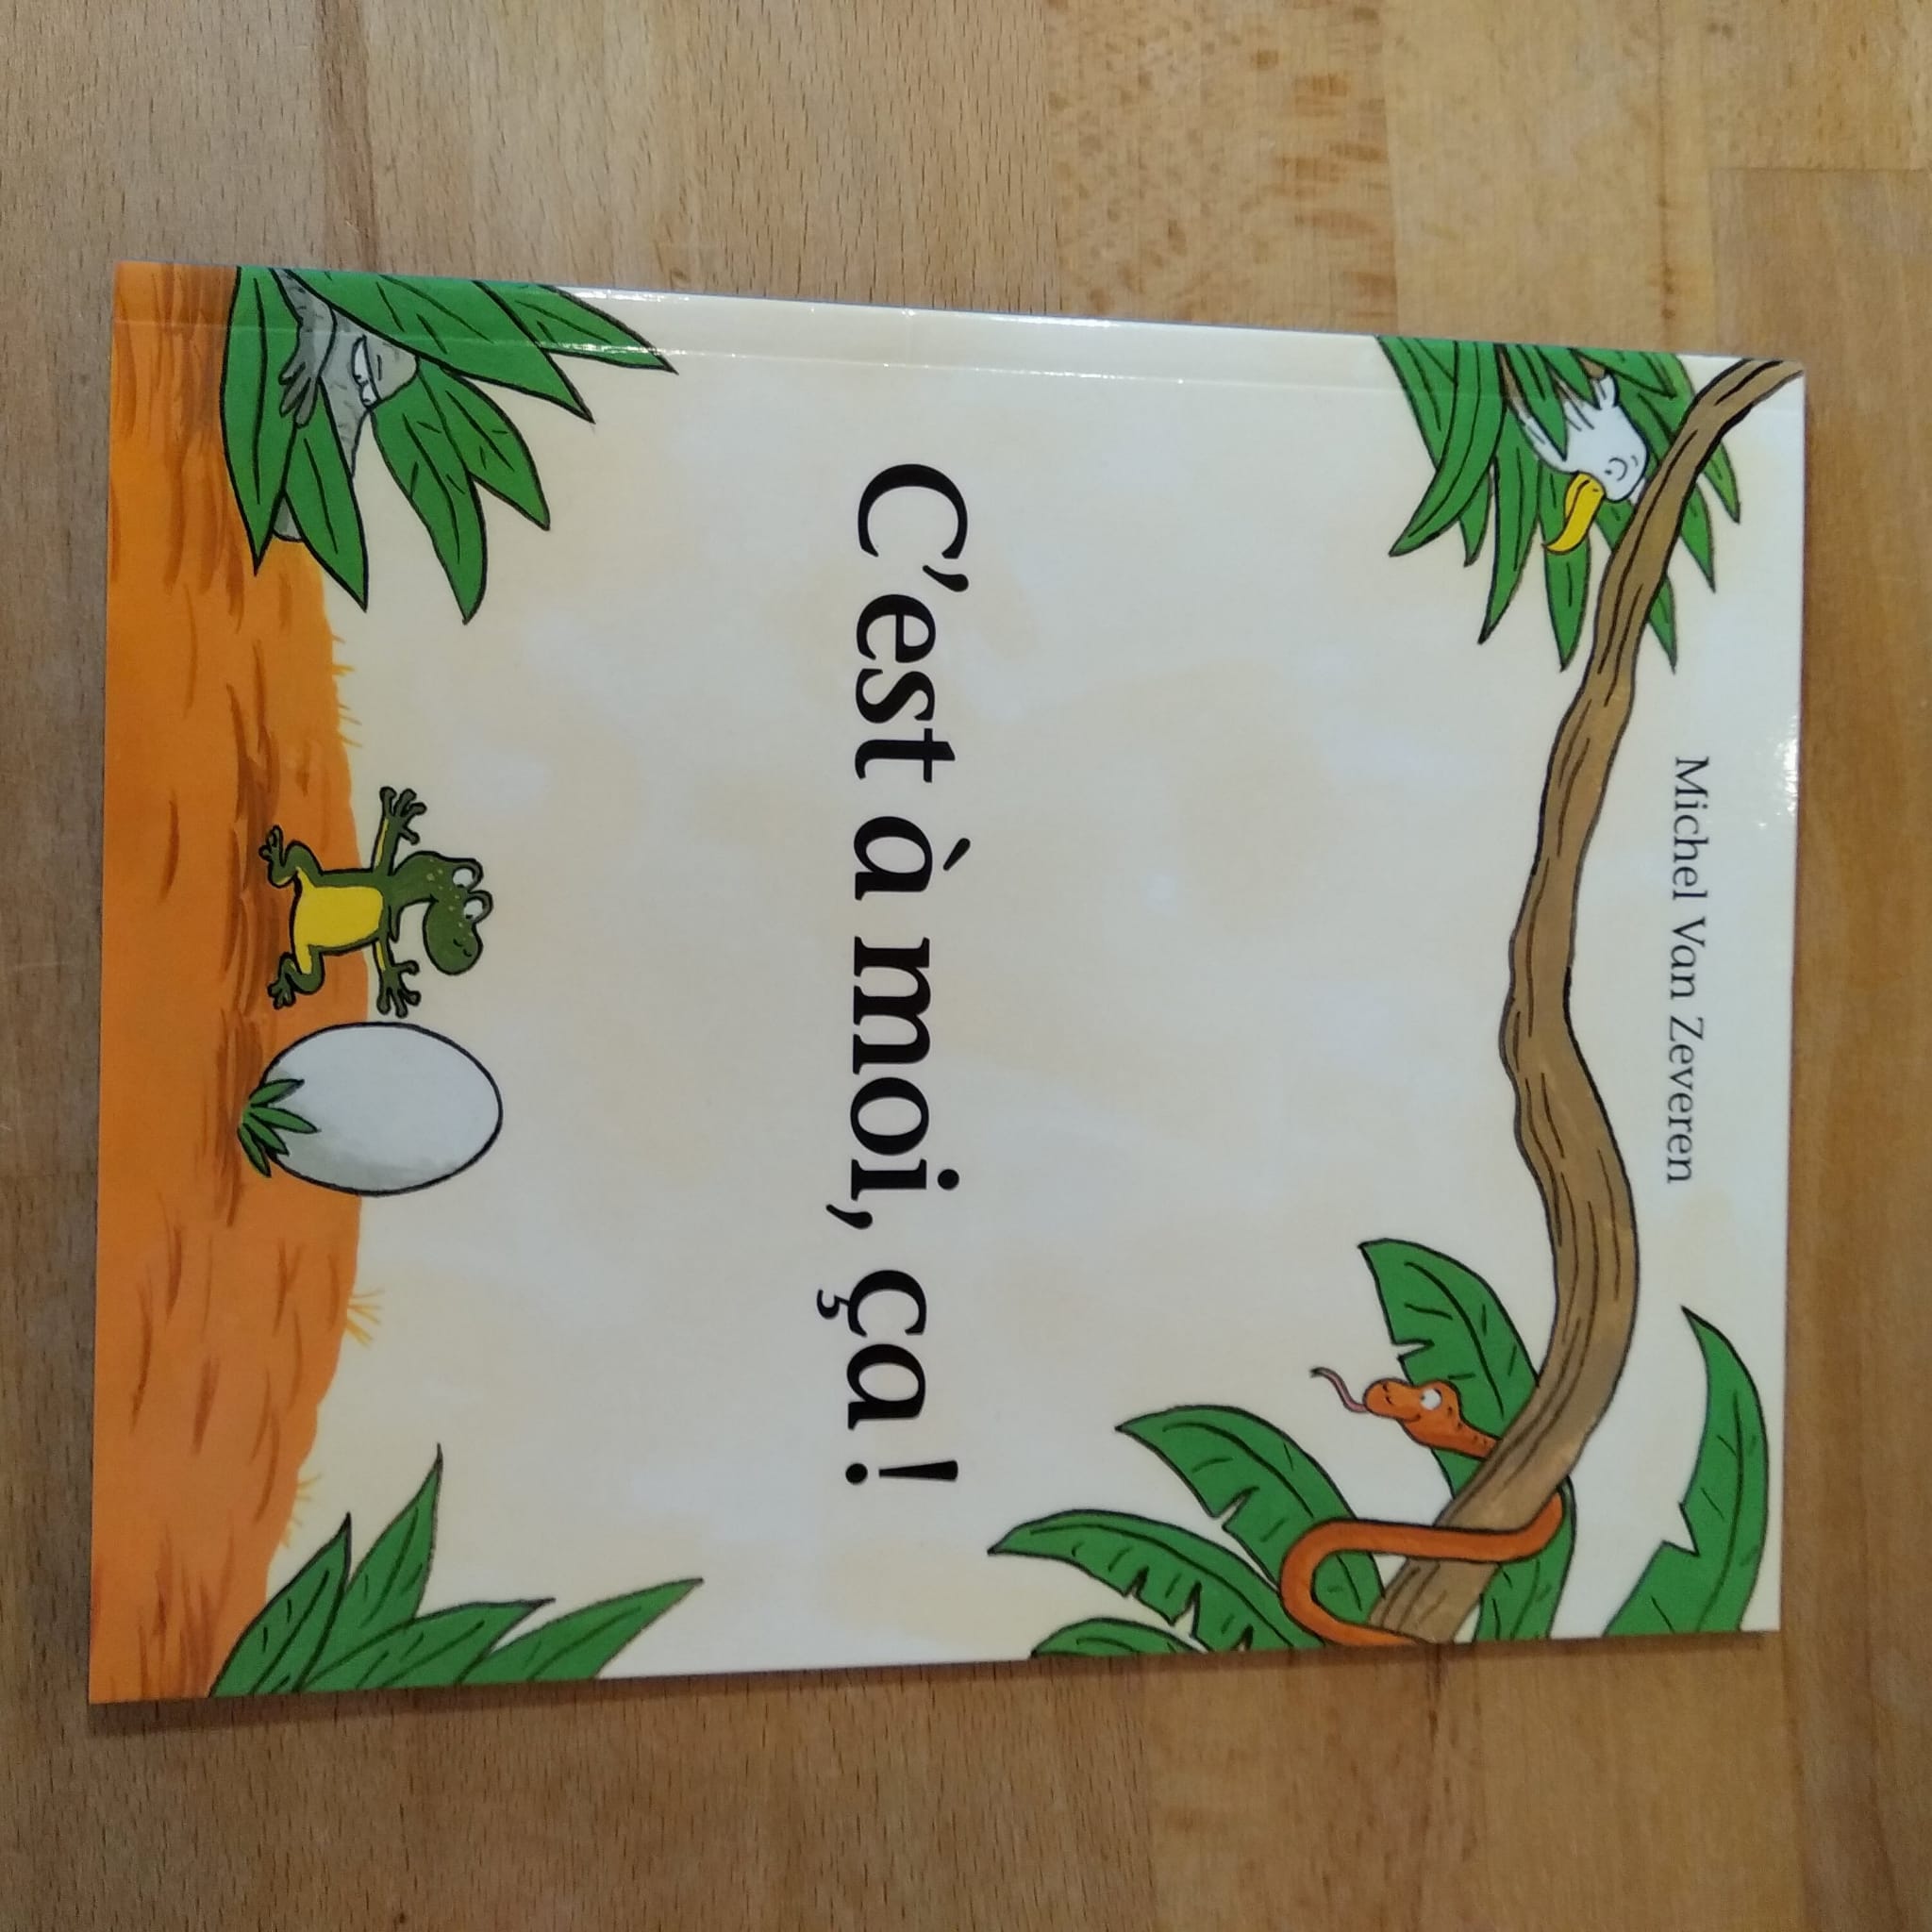 Michel Van Zeveren
C'est à moi, ça !